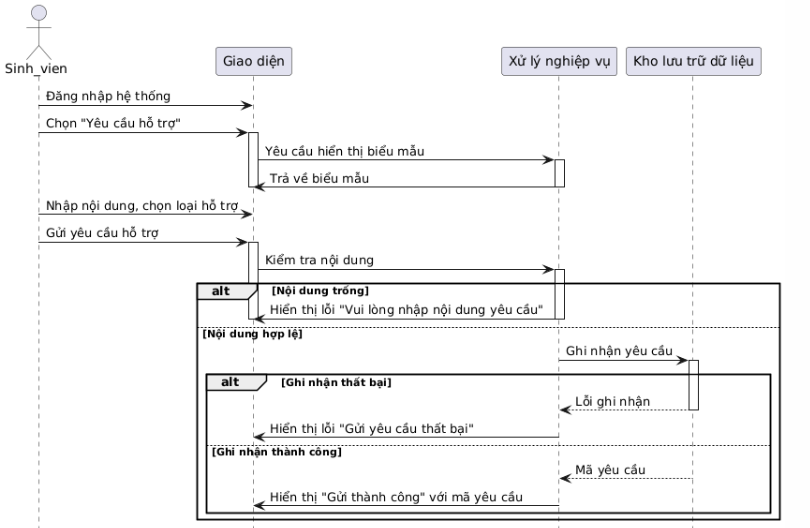 Sinh_vien
Giao diện
Xử lý nghiệp vụ
Kho lưu trữ dữ liệu
Đăng nhập hệ thống
Chọn "Yêu cầu hỗ trợ"
Yêu cầu hiển thị biểu mẫu
Trả về biểu mẫu
Nhập nội dung, chọn loại hỗ trợ
Gửi yêu cầu hỗ trợ
Kiểm tra nội dung
alt
[Nội dung trống]
Hiển thị lỗi "Vui lòng nhập nội dung yêu cầu"
[Nội dung hợp lệ]
Ghi nhận yêu cầu
alt
[Ghi nhận thất bại]
Lỗi ghi nhận
Hiển thị lỗi "Gửi yêu cầu thất bại"
[Ghi nhận thành công]
Mã yêu cầu
Hiển thị "Gửi thành công" với mã yêu cầu